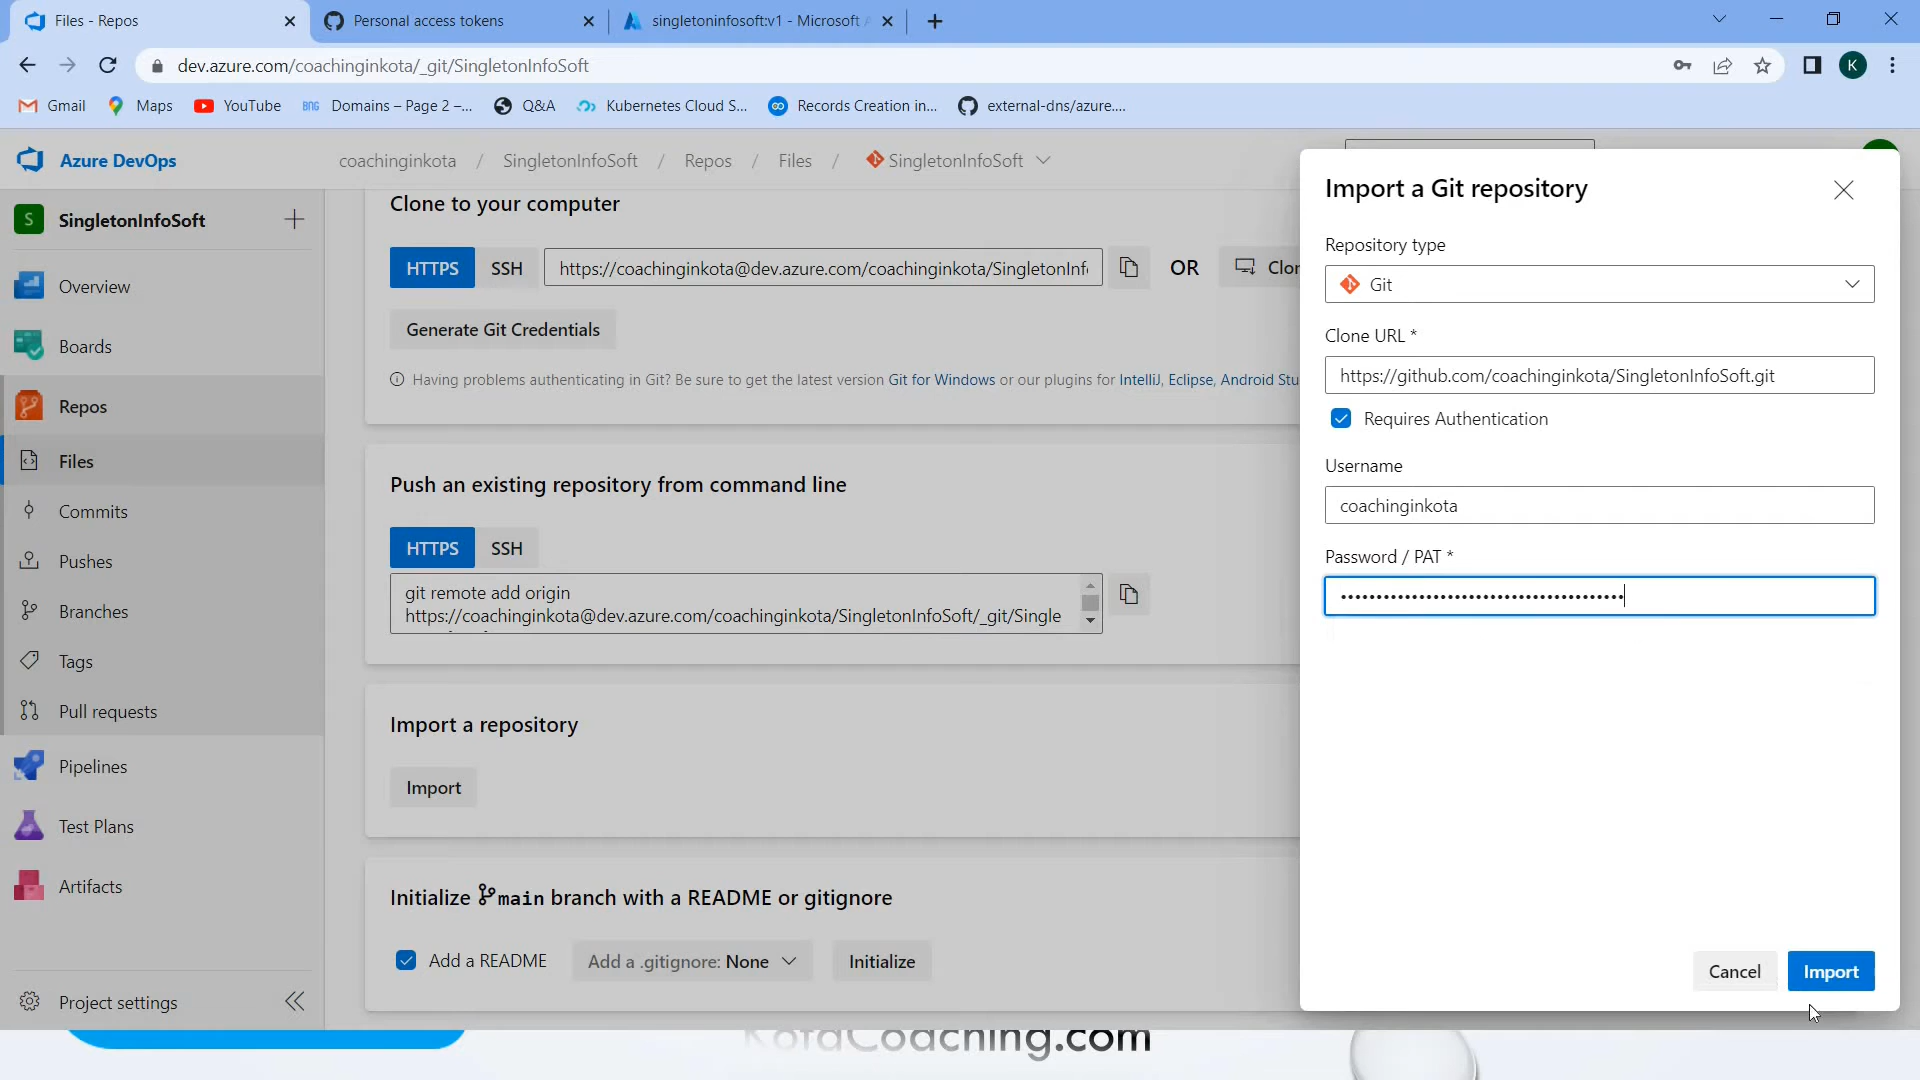 Files - Repos
Personal access tokens
singletoninfosoft:v1 - Microsoft
dev.azure.com/coachinginkota/_git/SingletonInfoSoft
K
Gmail
Maps
YouTube
BNG Domains – Page 2 –...
Q&A
Kubernetes Cloud S...
Records Creation in...
external-dns/azure....
Azure DevOps
coachinginkota / SingletonInfoSoft / Repos / Files / SingletonInfoSoft
S SingletonInfoSoft
Overview
Boards
Repos
Files
Commits
Pushes
Branches
Tags
Pull requests
Pipelines
Test Plans
Artifacts
Project settings
Clone to your computer
HTTPS SSH https://coachinginkota@dev.azure.com/coachinginkota/SingletonInf OR Clo
Generate Git Credentials
Having problems authenticating in Git? Be sure to get the latest version Git for Windows or our plugins for IntelliJ, Eclipse, Android Stu
Push an existing repository from command line
HTTPS SSH
git remote add origin
https://coachinginkota@dev.azure.com/coachinginkota/SingletonInfoSoft/_git/Single
Import a repository
Import
Initialize main branch with a README or gitignore
Add a README Add a .gitignore: None Initialize
Import a Git repository
Repository type
Git
Clone URL *
https://github.com/coachinginkota/SingletonInfoSoft.git
Requires Authentication
Username
coachinginkota
Password / PAT *
Cancel Import
KotaCoaching.com